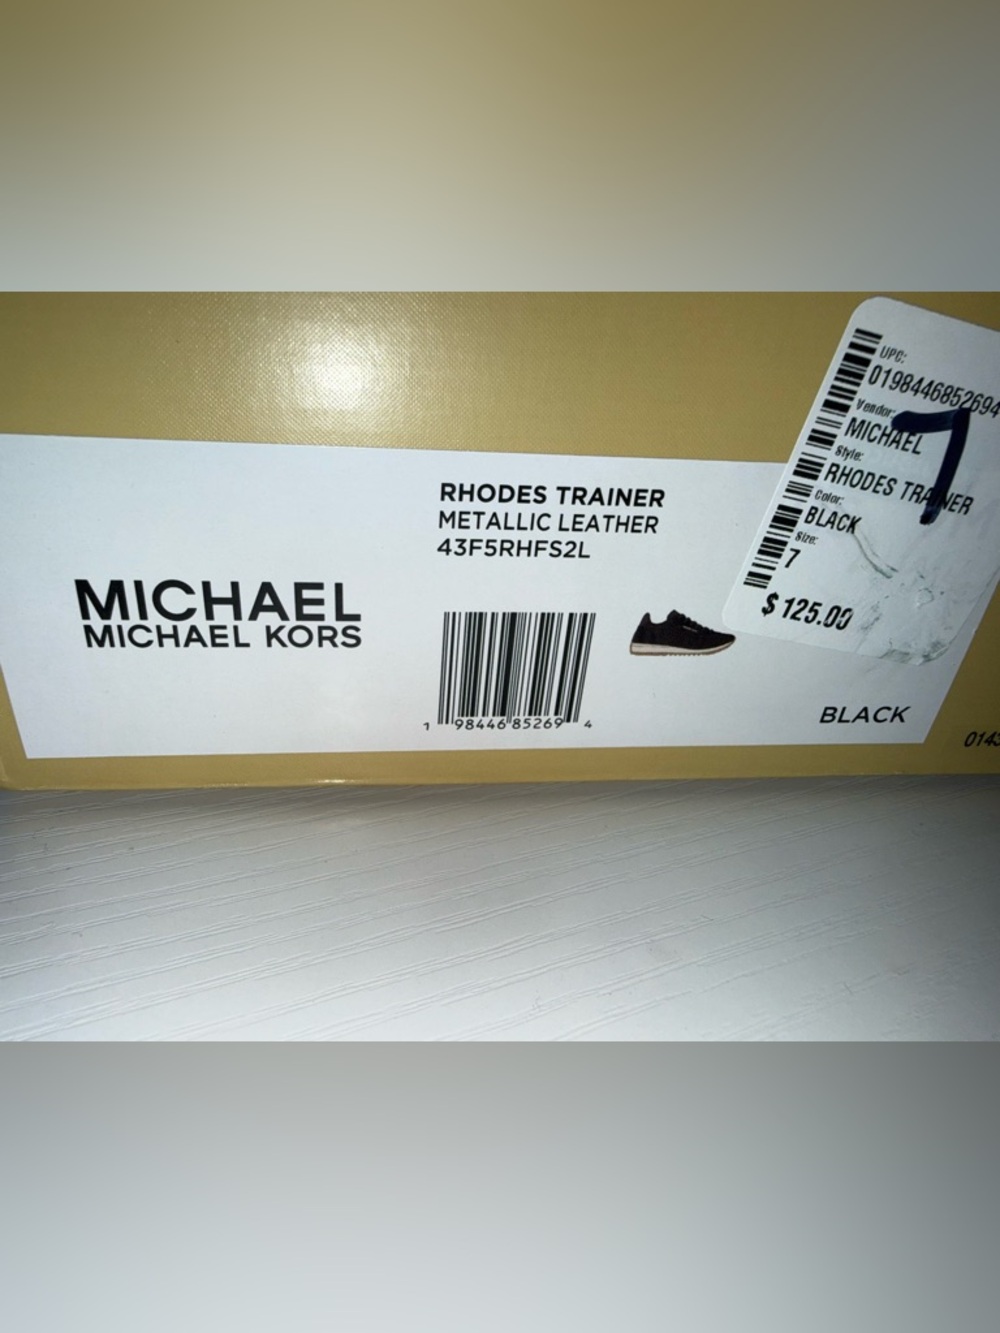 MICHAEL
MICHAEL KORS
RHODES TRAINER
METALLIC LEATHER
43F5RHFS2L
1 98446 85269 4
BLACK
UPC:
0198446852694
Vendor:
MICHAEL
Style:
RHODES TRAINER
Color:
BLACK
Size:
7
$125.00
7